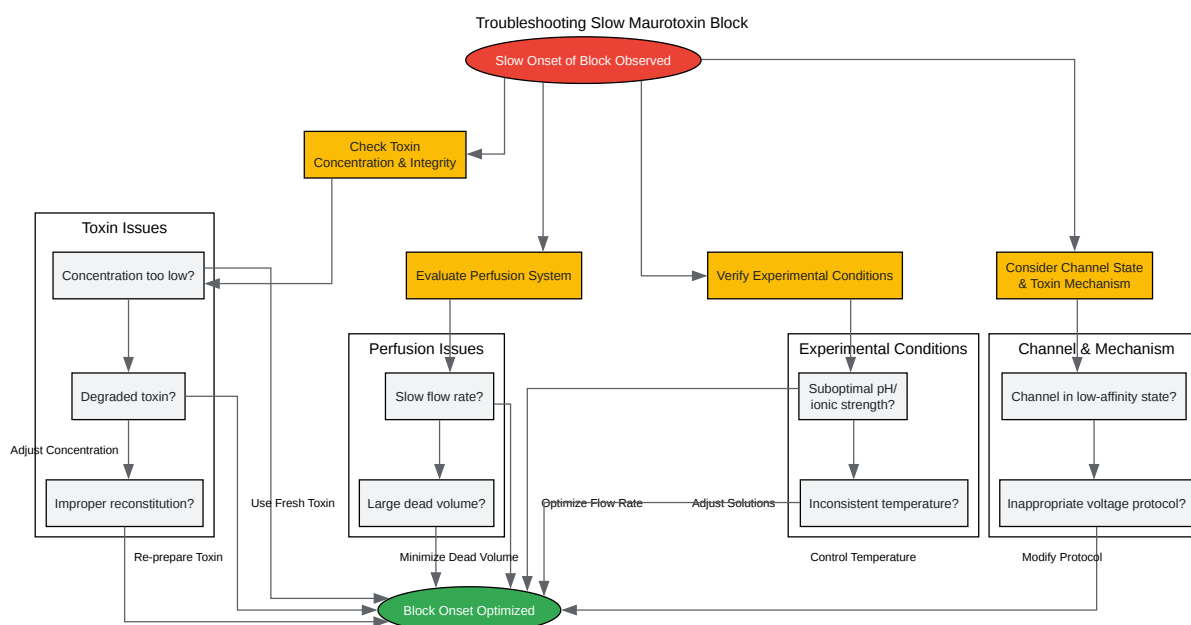 Troubleshooting Slow Maurotoxin Block
Slow Onset of Block Observed
Check Toxin
Concentration & Integrity
Toxin Issues
Concentration too low?
Evaluate Perfusion System
Verify Experimental Conditions
Consider Channel State
& Toxin Mechanism
Perfusion Issues
Experimental Conditions
Channel & Mechanism
Degraded toxin?
Slow flow rate?
Suboptimal pH/
ionic strength?
Channel in low-affinity state?
Adjust Concentration
Improper reconstitution?
Use Fresh Toxin
Large dead volume?
Optimize Flow Rate
Adjust Solutions
Inconsistent temperature?
Inappropriate voltage protocol?
Re-prepare Toxin
Minimize Dead Volume
Control Temperature
Modify Protocol
Block Onset Optimized